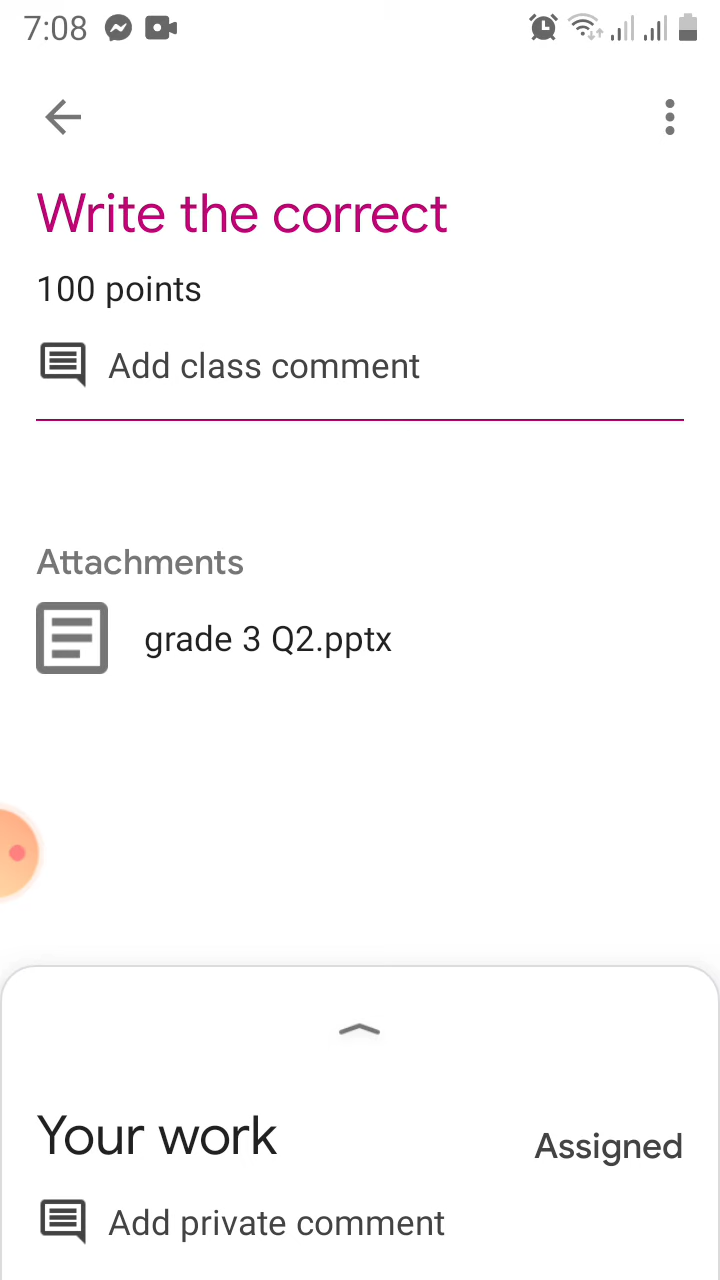 7:08
Write the correct
100 points
Add class comment
Attachments
grade 3 Q2.pptx
Your work
Assigned
Add private comment